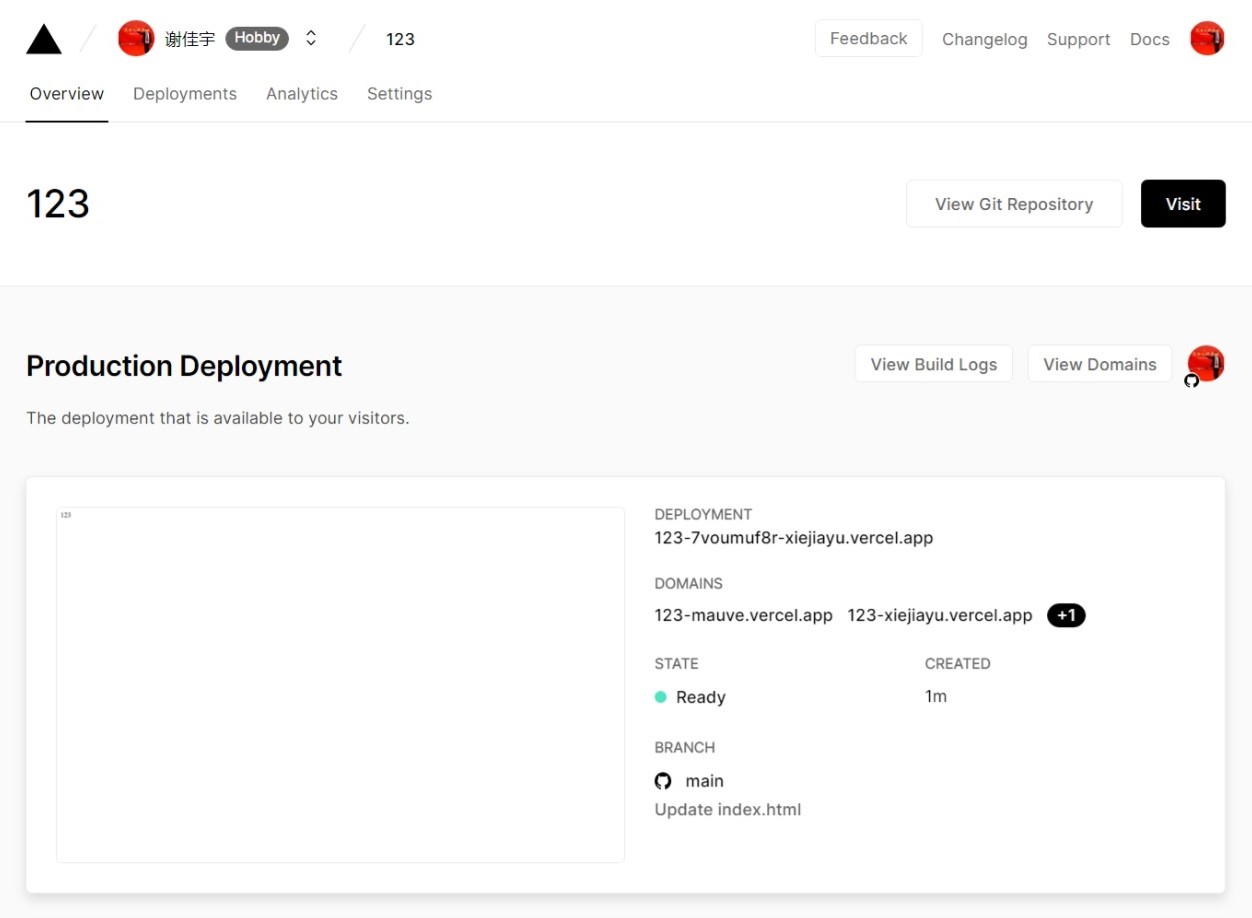 谢佳宇 Hobby 123 Feedback Changelog Support Docs
Overview Deployments Analytics Settings
123 View Git Repository Visit
Production Deployment View Build Logs View Domains
The deployment that is available to your visitors.
123
DEPLOYMENT
123-7voumuf8r-xiejiayu.vercel.app
DOMAINS
123-mauve.vercel.app 123-xiejiayu.vercel.app +1
STATE CREATED
Ready 1m
BRANCH
main
Update index.html